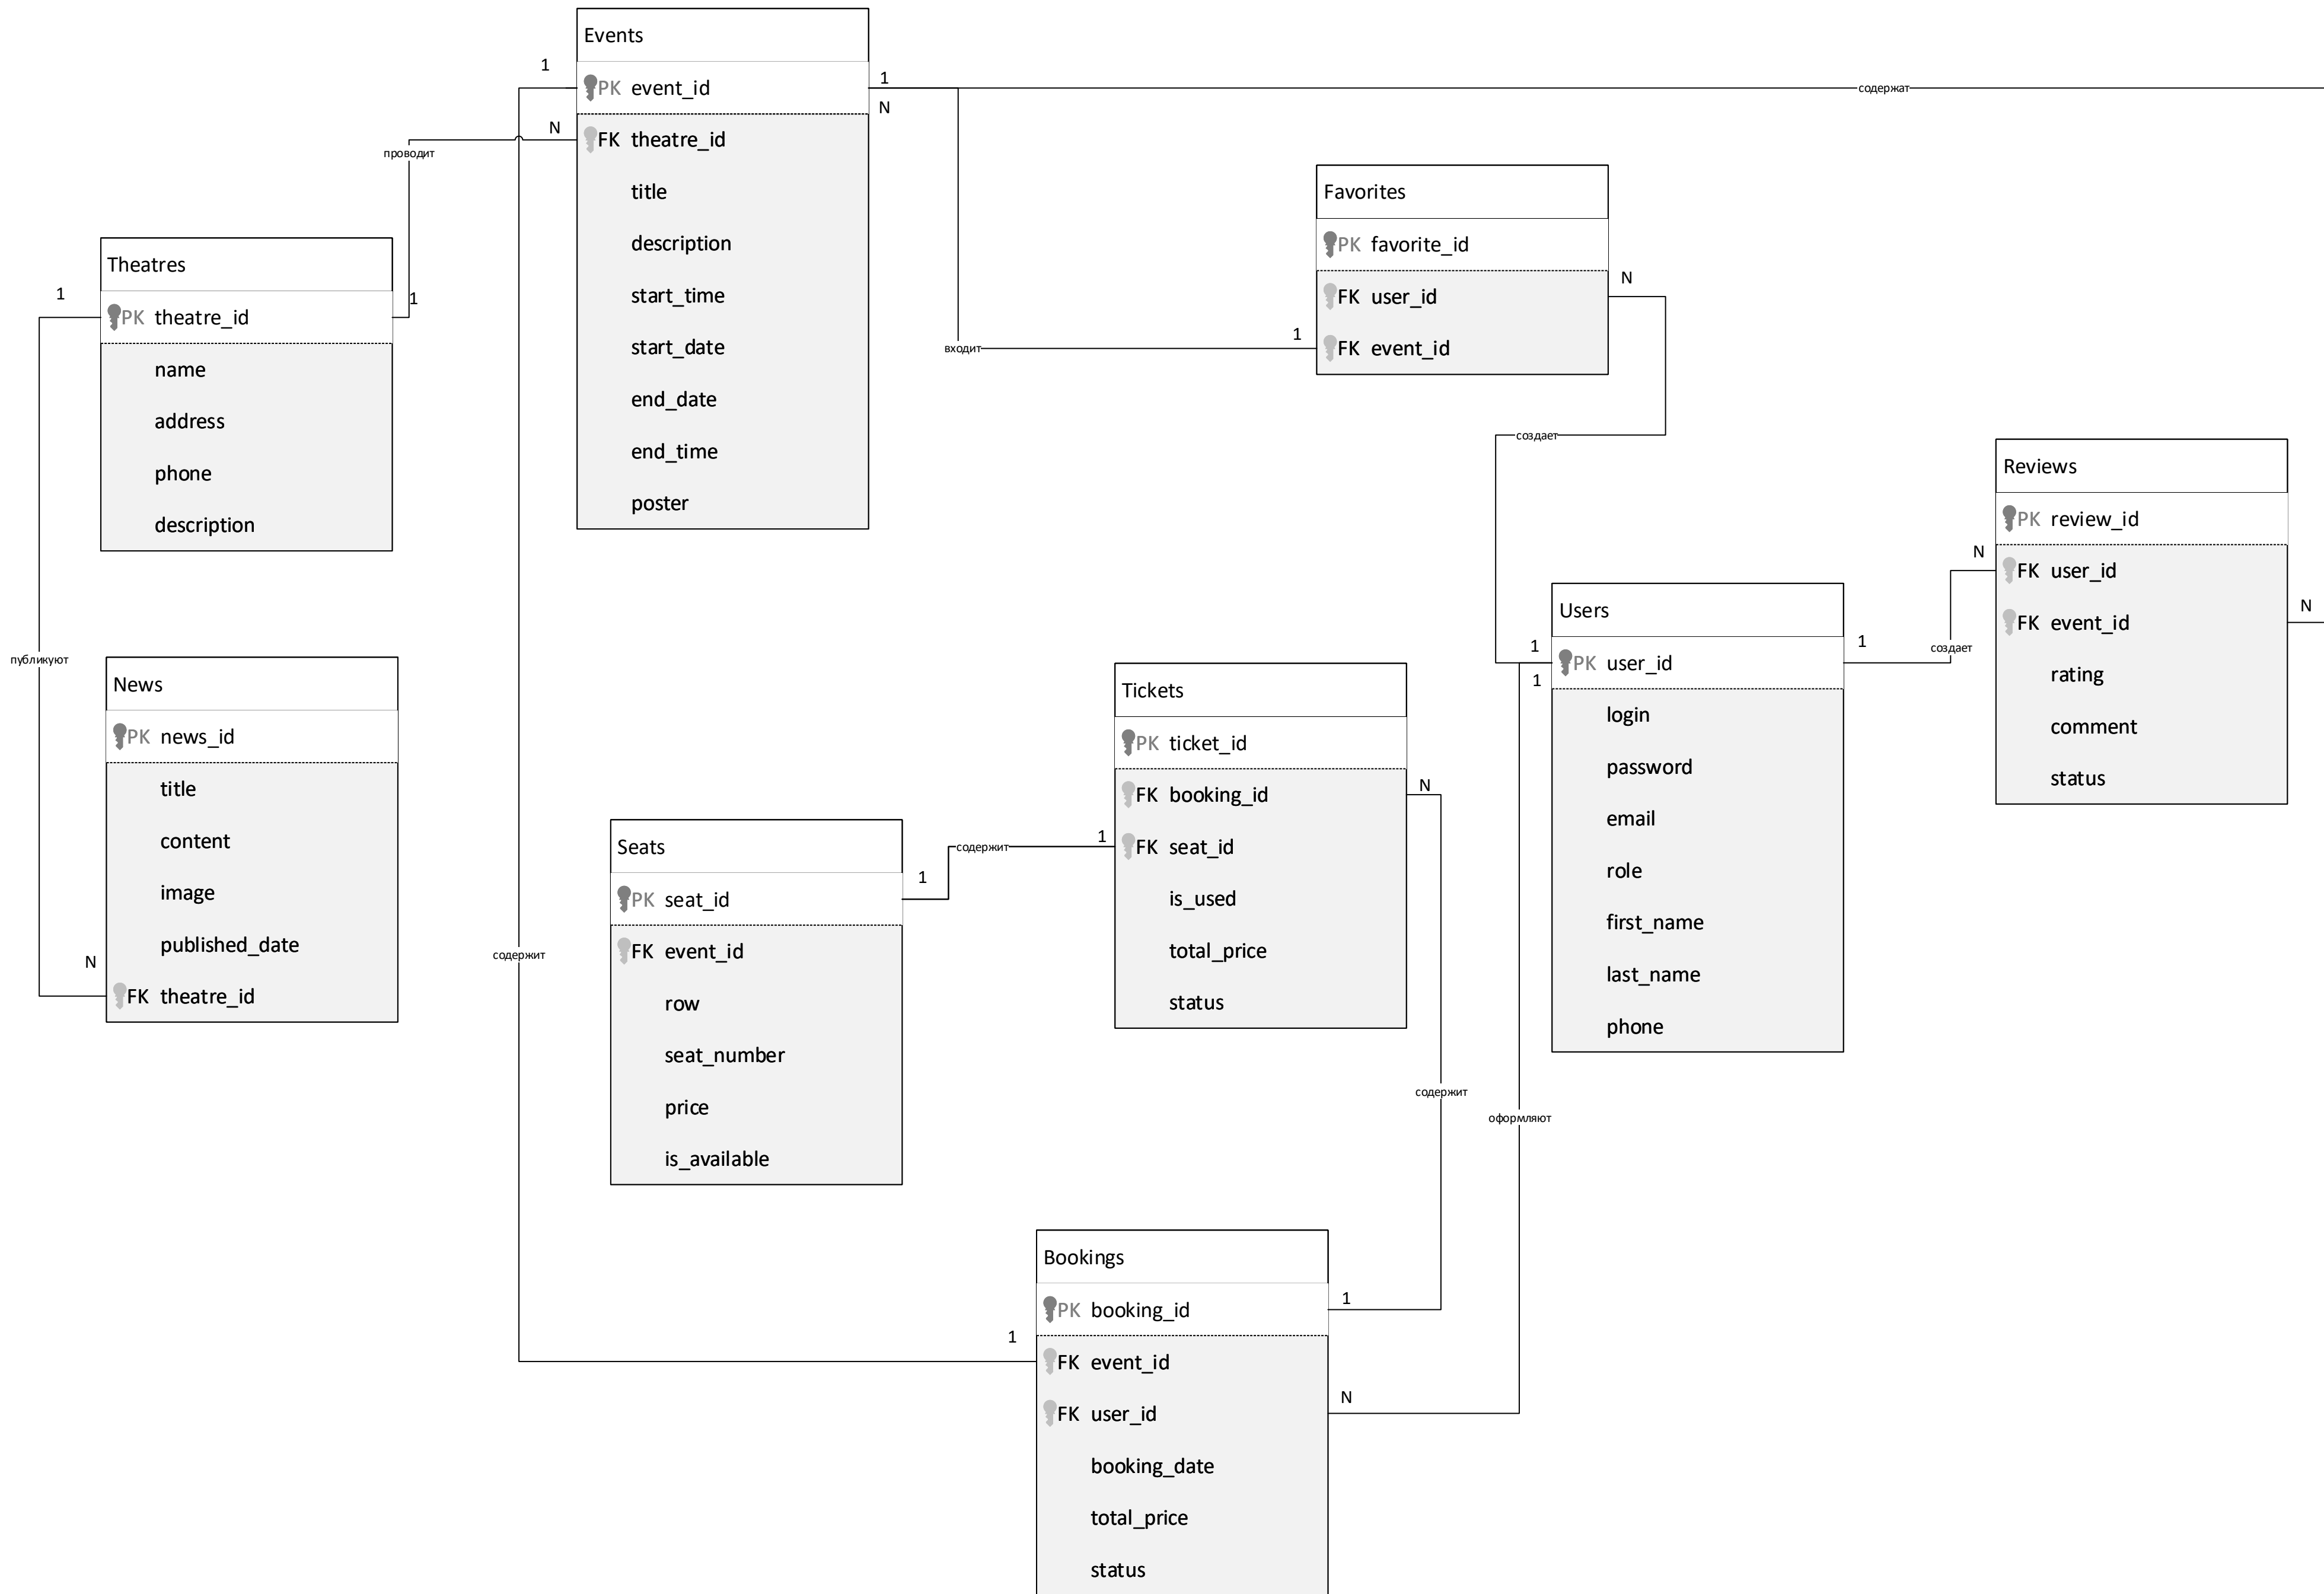 Events
1
PK event_id
1
содержат
N
N
FK theatre_id
проводит
title
description
start_time
start_date
end_date
end_time
poster
Favorites
PK favorite_id
N
FK user_id
1
FK event_id
входит
создает
Theatres
1
1
PK theatre_id
name
address
phone
description
публикуют
News
PK news_id
title
content
image
published_date
N
FK theatre_id
Reviews
PK review_id
N
FK user_id
N
FK event_id
создает
rating
comment
status
Users
1
1
PK user_id
1
login
password
email
role
first_name
last_name
phone
Tickets
PK ticket_id
N
FK booking_id
1
FK seat_id
содержит
is_used
total_price
status
Seats
1
PK seat_id
FK event_id
содержит
row
seat_number
price
is_available
содержит
оформляют
Bookings
PK booking_id
1
1
FK event_id
N
FK user_id
booking_date
total_price
status